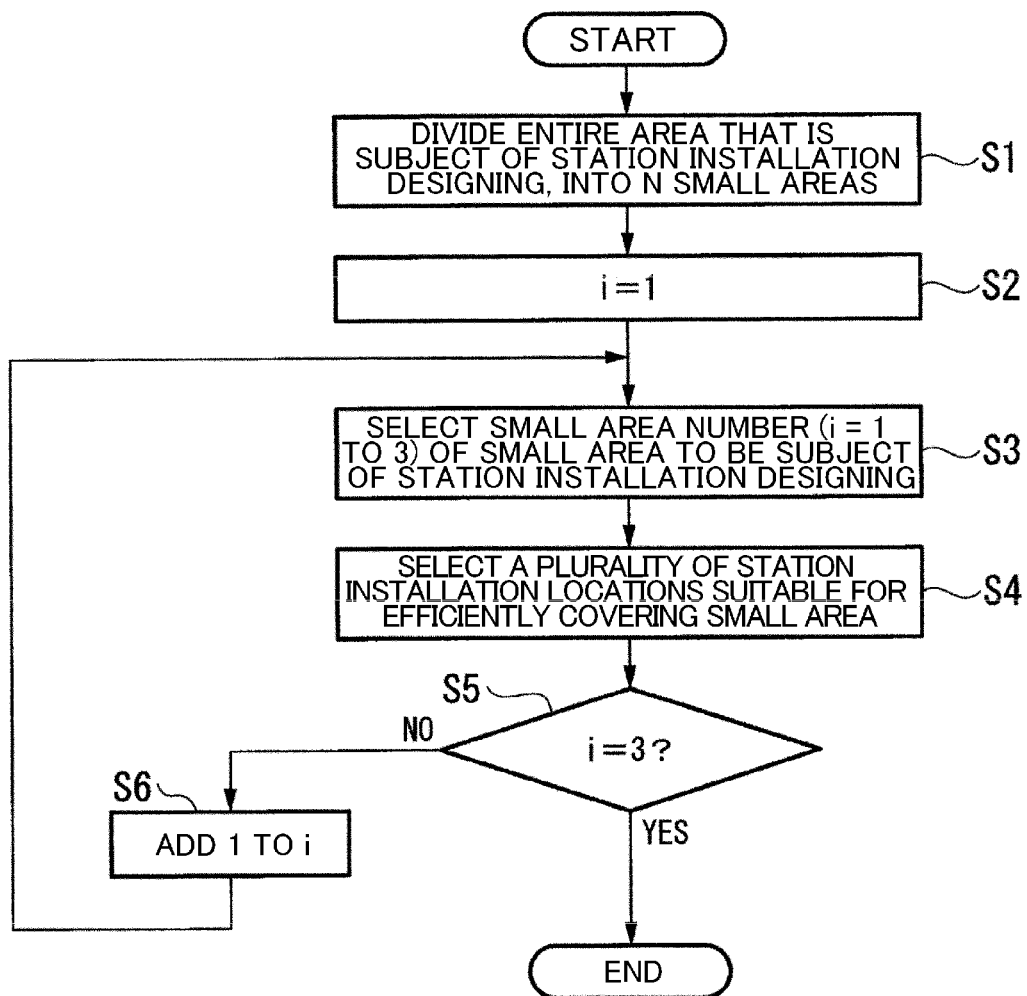 START
DIVIDE ENTIRE AREA THAT IS
SUBJECT OF STATION INSTALLATION
DESIGNING, INTO N SMALL AREAS
S1
i=1
S2
SELECT SMALL AREA NUMBER (i = 1
TO 3) OF SMALL AREA TO BE SUBJECT
OF STATION INSTALLATION DESIGNING
S3
SELECT A PLURALITY OF STATION
INSTALLATION LOCATIONS SUITABLE FOR
EFFICIENTLY COVERING SMALL AREA
S4
S5
i=3?
NO
S6
ADD 1 TO i
YES
END